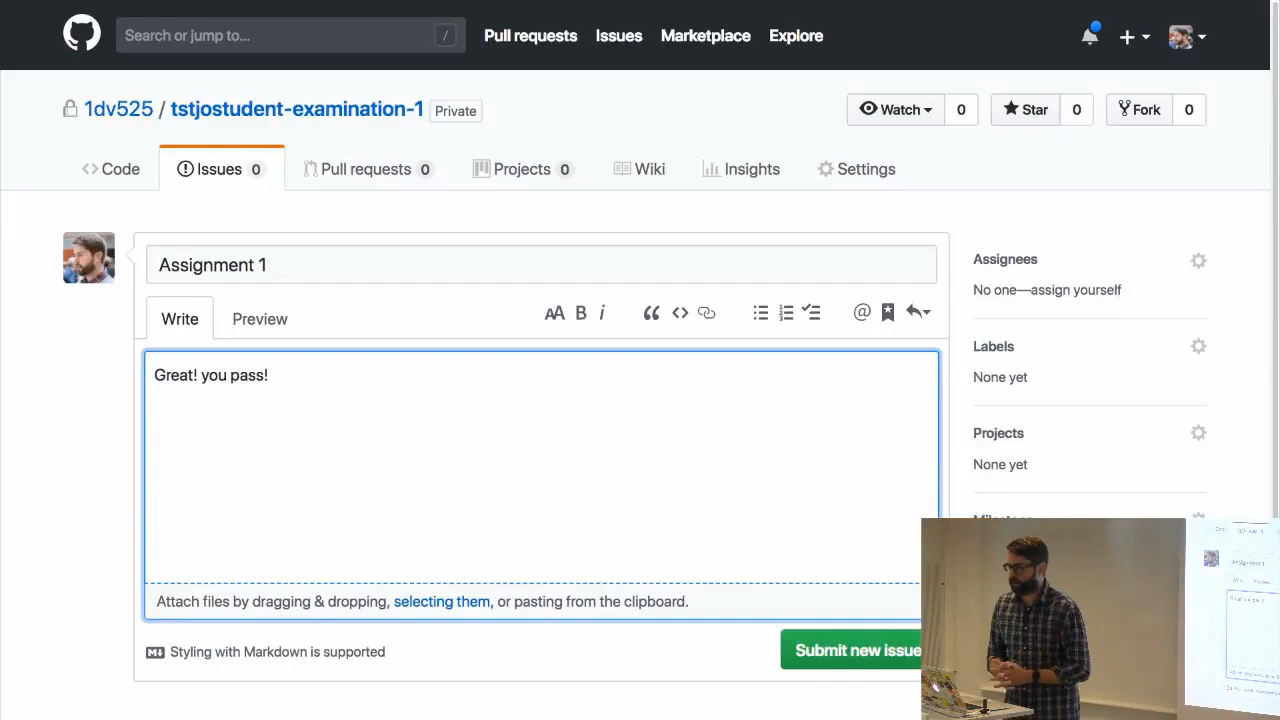 Search or jump to... /
Pull requests Issues Marketplace Explore
1dv525 / tstjostudent-examination-1 Private
Watch 0 Star 0 Fork 0
Code Issues 0 Pull requests 0 Projects 0 Wiki Insights Settings
Assignment 1
Write Preview
AA B i
Great! you pass!
Attach files by dragging & dropping, selecting them, or pasting from the clipboard.
Styling with Markdown is supported
Submit new issue
Assignees
No one—assign yourself
Labels
None yet
Projects
None yet
Assignment 1